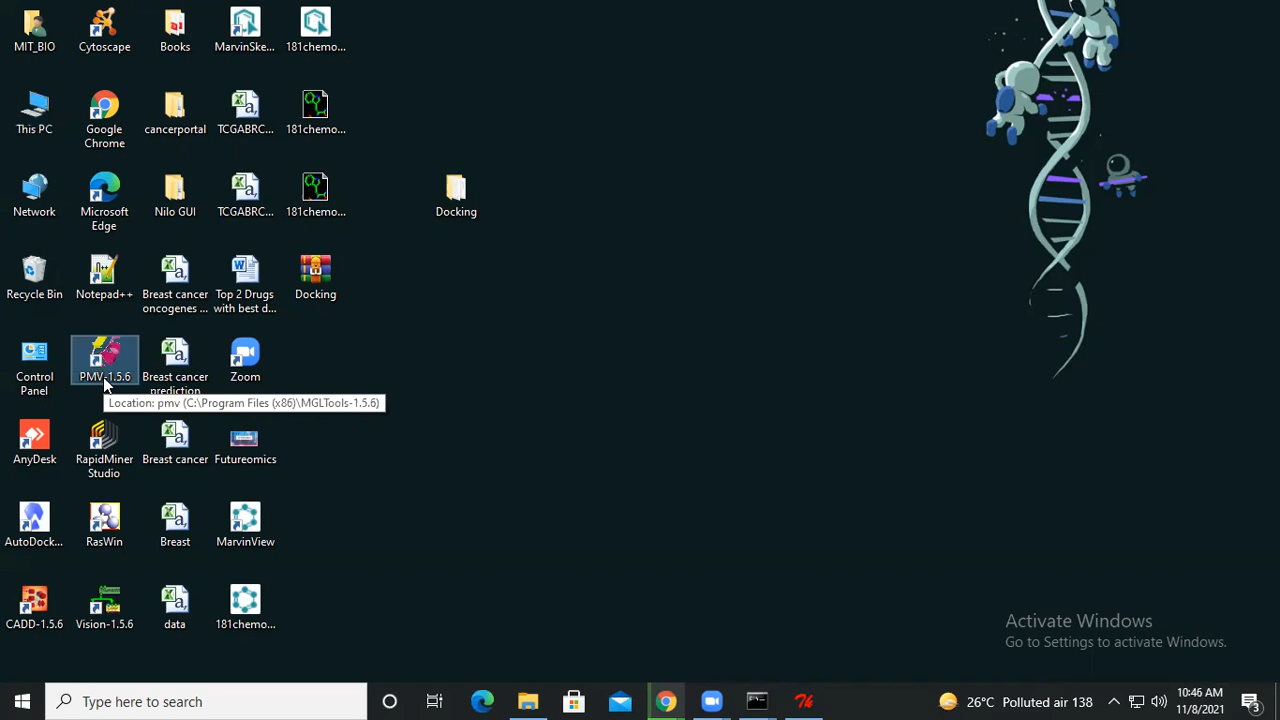 MIT_BIO
Cytoscape
Books
MarvinSke...
181chemo...
This PC
Google
Chrome
cancerportal
TCGABRC...
181chemo...
Network
Microsoft
Edge
Nilo GUI
TCGABRC...
181chemo...
Docking
Recycle Bin
Notepad++
Breast cancer
oncogenes ...
Top 2 Drugs
with best d...
Docking
Control
Panel
PMV-1.5.6
Breast cancer
prediction
Zoom
Location: pmv (C:\Program Files (x86)\MGLTools-1.5.6)
AnyDesk
RapidMiner
Studio
Breast cancer
Futureomics
AutoDock...
RasWin
Breast
MarvinView
CADD-1.5.6
Vision-1.5.6
data
181chemo...
Activate Windows
Go to Settings to activate Windows.
Type here to search
26°C Polluted air 138
10:46 AM
11/8/2021
3